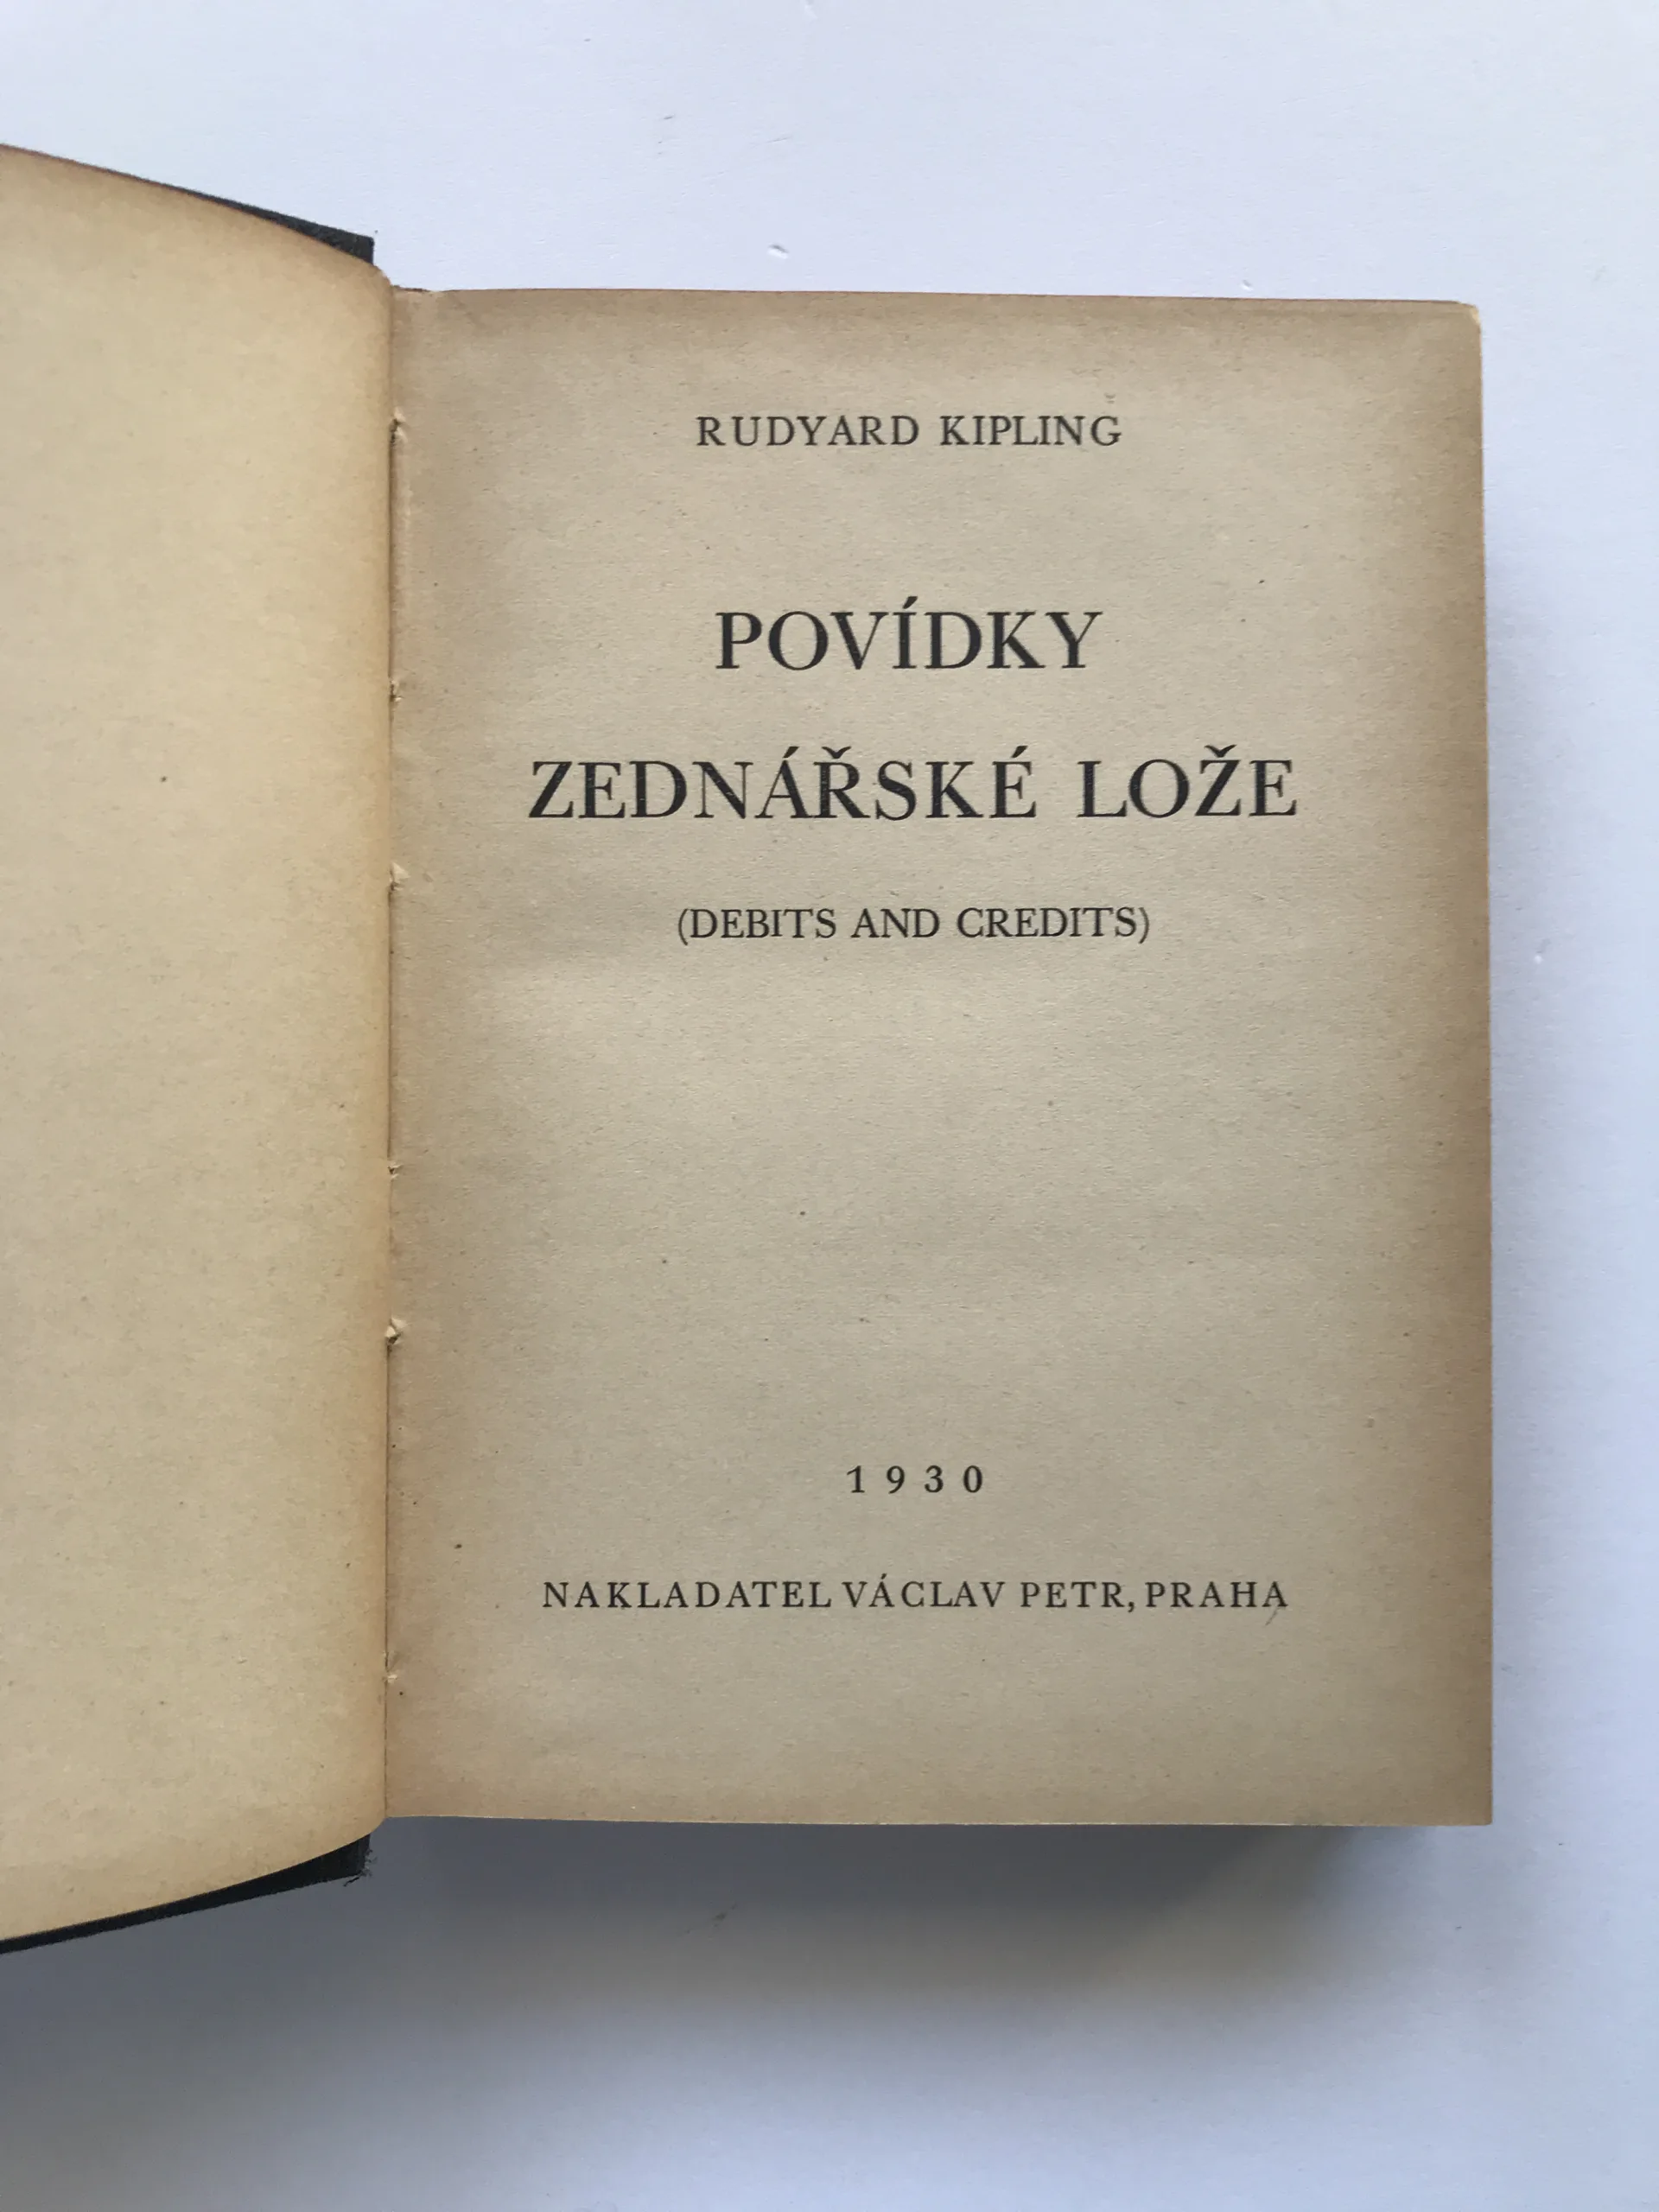 RUDYARD KIPLING
POVÍDKY
ZEDNÁŘSKÉ LOŽE
(DEBITS AND CREDITS)
1930
NAKLADATEL VÁCLAV PETR, PRAHA